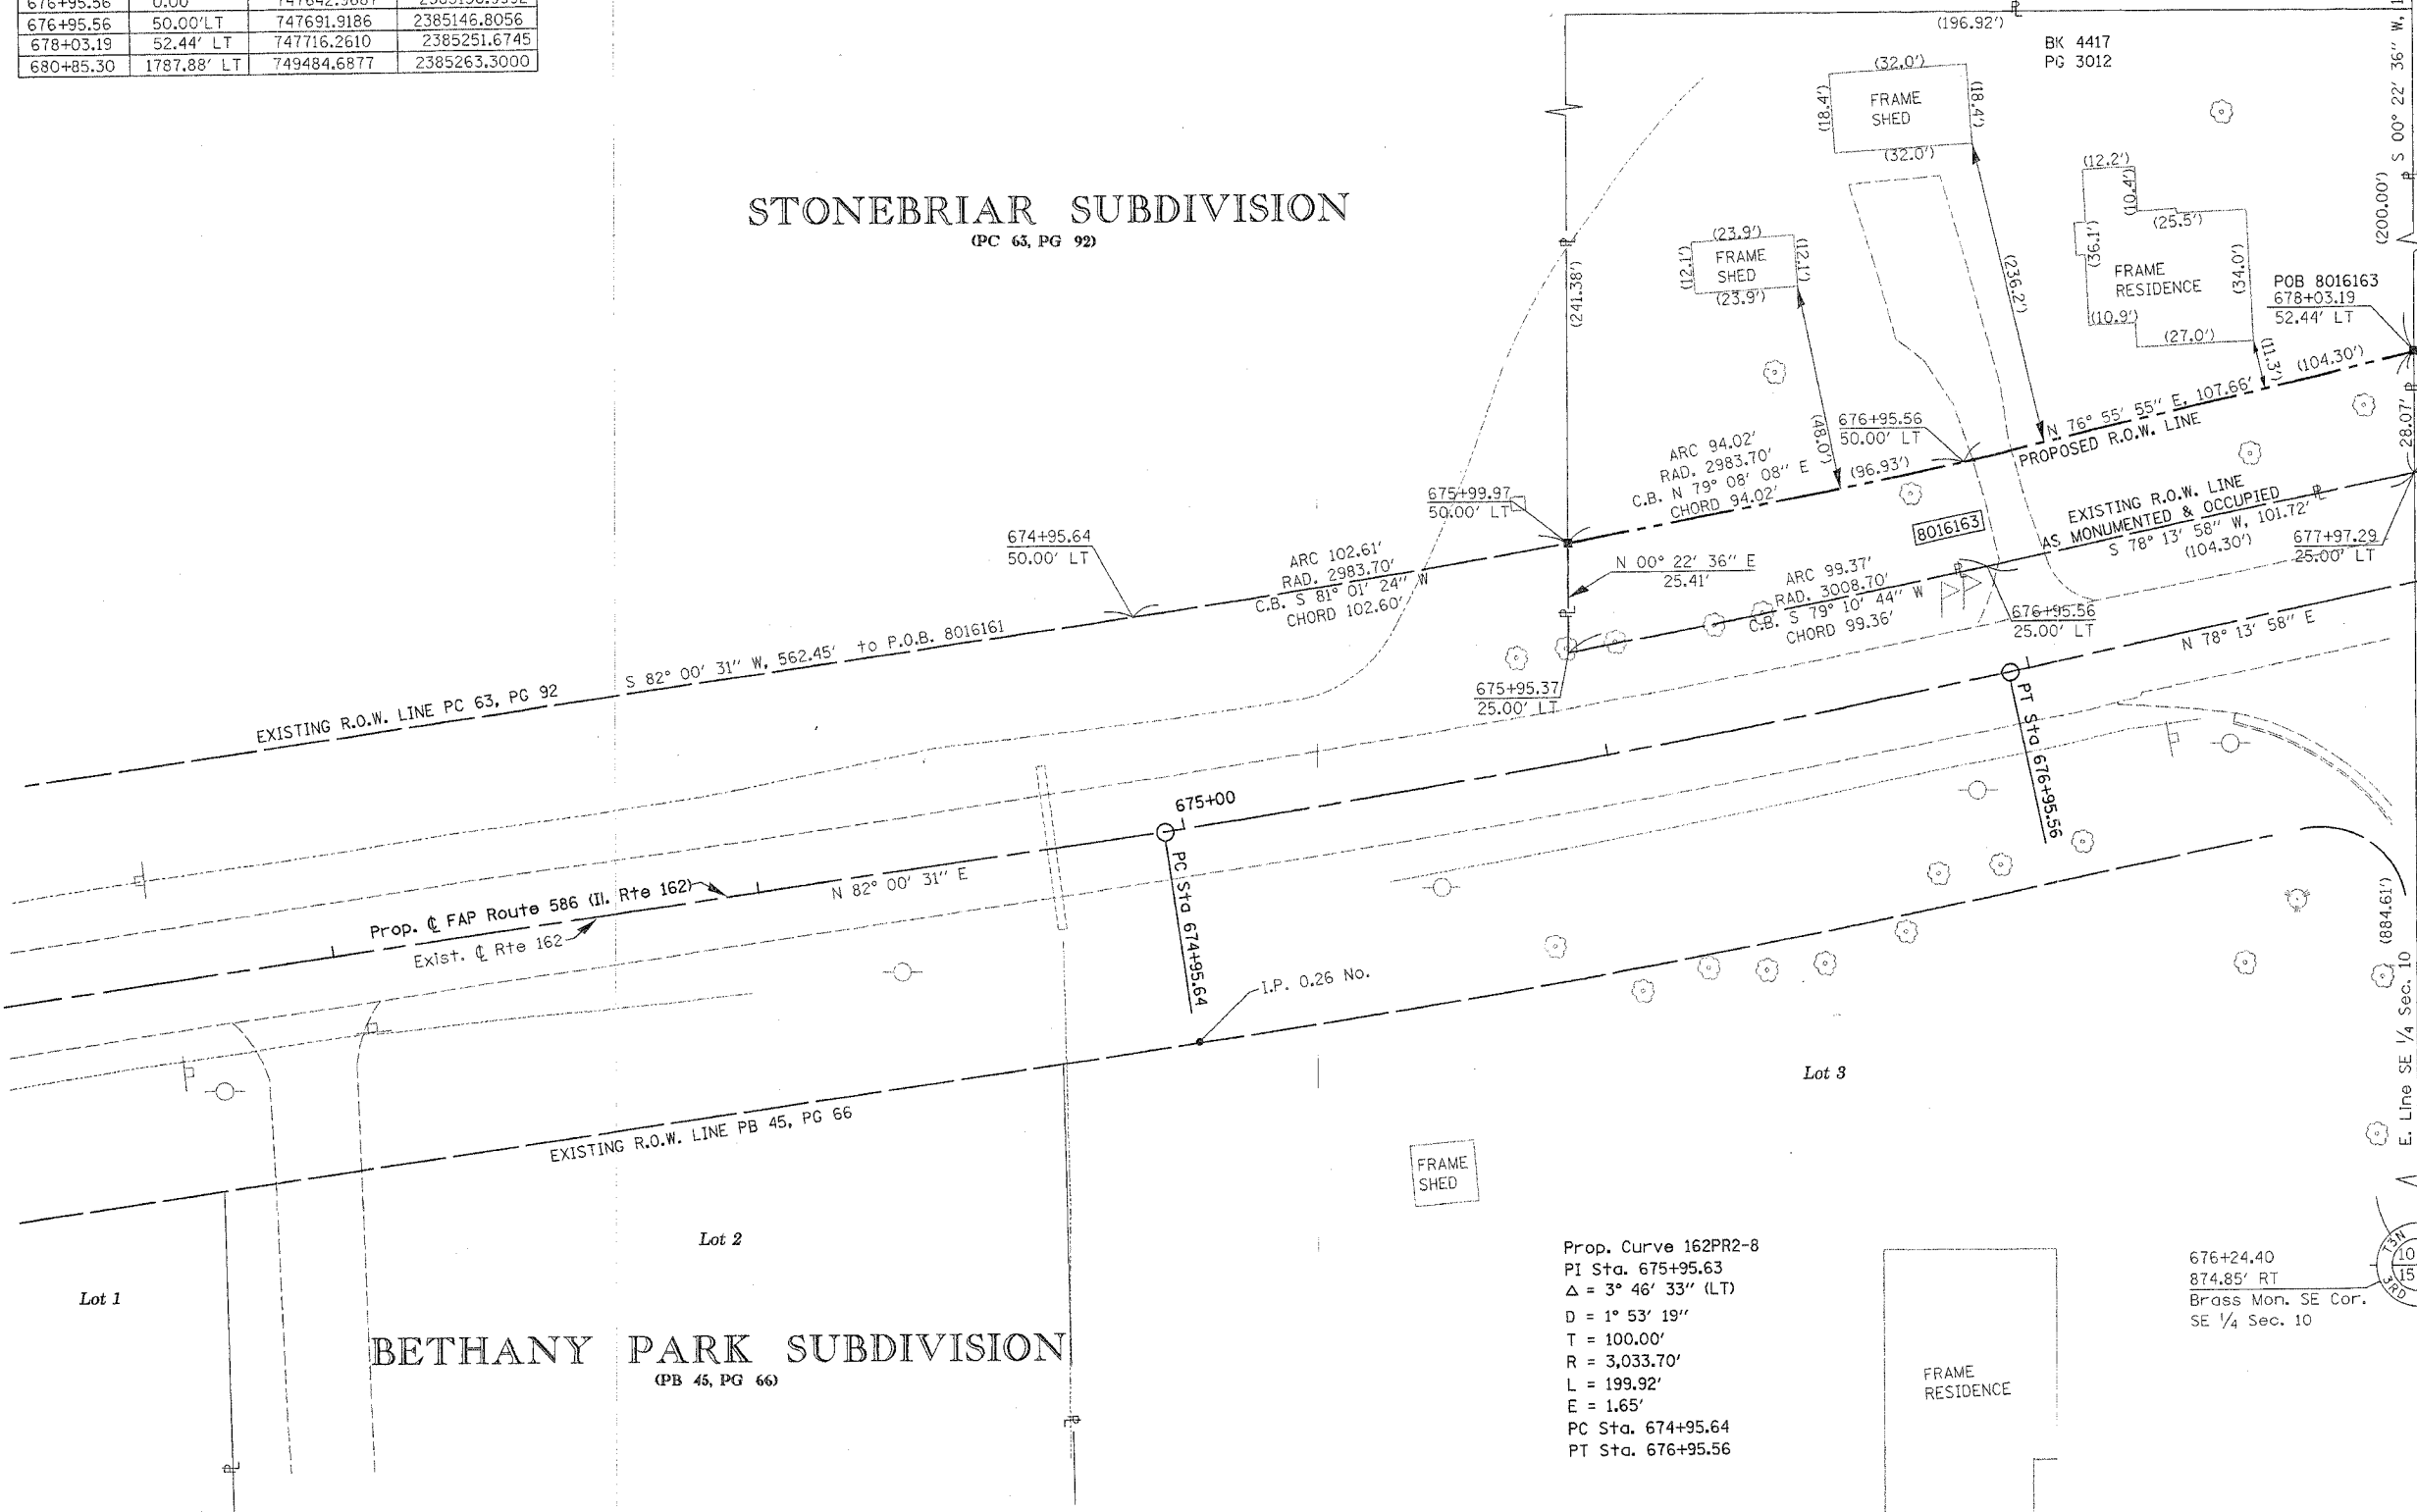 676+95.56 0.00
676+95.56 50.00'LT 747691.9186 2385146.8056
678+03.19 52.44' LT 747716.2610 2385251.6745
680+85.30 1787.88' LT 749484.6877 2385263.3000
STONEBRIAR SUBDIVISION
(PC 63, PG 92)
(196.92')
BK 4417
PG 3012
S 00° 22' 36" W,
(200.00')
(32.0')
(18.4')
FRAME
SHED
(18.4')
(32.0')
(12.2')
(10.4')
(25.5')
(36.1')
FRAME
RESIDENCE
(34.0')
(10.9')
(27.0')
(11.3')
(23.9')
(12.1')
FRAME
SHED
(12.1')
(23.9')
(241.38')
(236.2')
(48.0')
POB 8016163
678+03.19
52.44' LT
(104.30')
N 76° 55' 55" E, 107.66'
PROPOSED R.O.W. LINE
28.07'
676+95.56
50.00' LT
ARC 94.02'
RAD. 2983.70'
C.B. N 79° 08' 08" E
CHORD 94.02'
(96.93')
675+99.97
50.00' LT
674+95.64
50.00' LT
ARC 102.61'
RAD. 2983.70'
C.B. S 81° 01' 24" W
CHORD 102.60'
N 00° 22' 36" E
25.41'
8016163
EXISTING R.O.W. LINE
AS MONUMENTED & OCCUPIED
S 78° 13' 58" W, 101.72'
(104.30')
677+97.29
25.00' LT
ARC 99.37'
RAD. 3008.70'
C.B. S 79° 10' 44" W
CHORD 99.36'
676+95.56
25.00' LT
675+95.37
25.00' LT
N 78° 13' 58" E
S 82° 00' 31" W, 562.45' to P.O.B. 8016161
EXISTING R.O.W. LINE PC 63, PG 92
675+00
PT Sta 676+95.56
PC Sta 674+95.64
N 82° 00' 31" E
Prop. ℄ FAP Route 586 (Il. Rte 162)
Exist. ℄ Rte 162
I.P. 0.26 No.
(884.61')
E. Line SE 1/4 Sec. 10
EXISTING R.O.W. LINE PB 45, PG 66
Lot 3
FRAME
SHED
Lot 2
Lot 1
BETHANY PARK SUBDIVISION
(PB 45, PG 66)
Prop. Curve 162PR2-8
PI Sta. 675+95.63
Δ = 3° 46' 33" (LT)
D = 1° 53' 19"
T = 100.00'
R = 3,033.70'
L = 199.92'
E = 1.65'
PC Sta. 674+95.64
PT Sta. 676+95.56
FRAME
RESIDENCE
676+24.40
874.85' RT
Brass Mon. SE Cor.
SE 1/4 Sec. 10
T3N
10
15
3RD